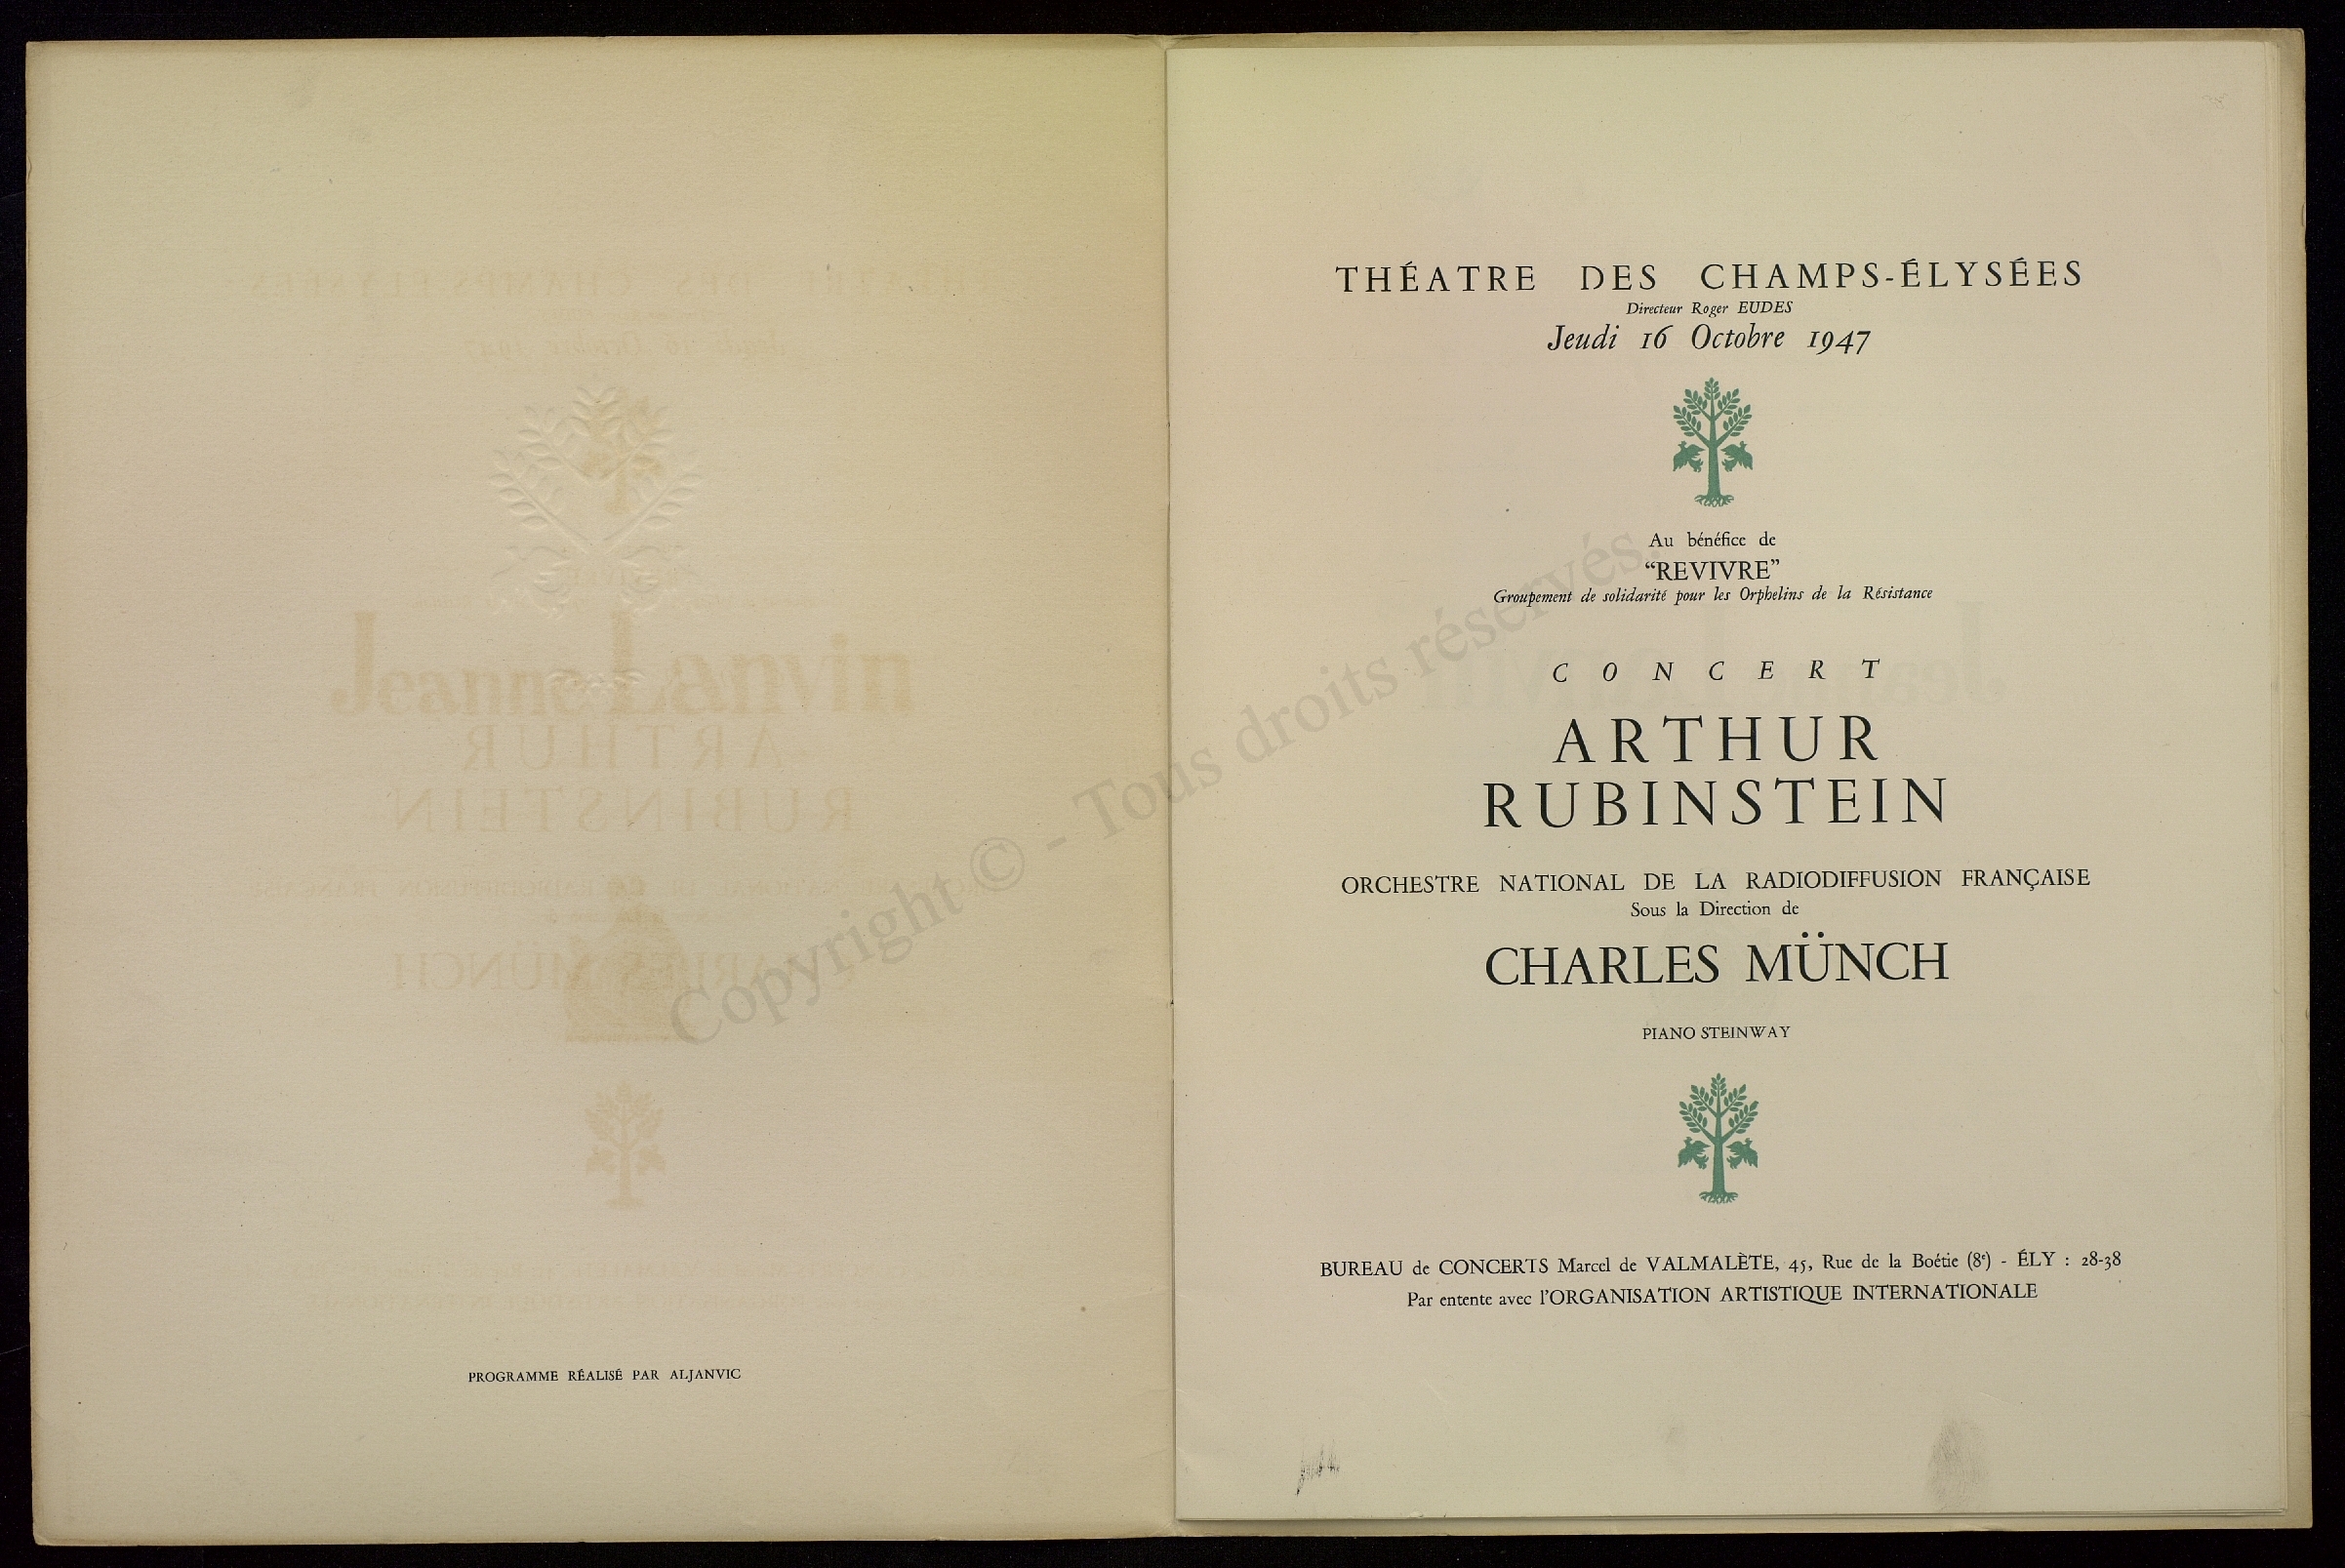 Jeanne Lanvin
PROGRAMME RÉALISÉ PAR ALJANVIC
THÉATRE DES CHAMPS-ÉLYSÉES
Directeur Roger EUDES
Jeudi 16 Octobre 1947
Au bénéfice de
“REVIVRE”
Groupement de solidarité pour les Orphelins de la Résistance
CONCERT
ARTHUR
RUBINSTEIN
ORCHESTRE NATIONAL DE LA RADIODIFFUSION FRANÇAISE
Sous la Direction de
CHARLES MÜNCH
PIANO STEINWAY
BUREAU de CONCERTS Marcel de VALMALÈTE, 45, Rue de la Boétie (8e) - ÉLY : 28-38
Par entente avec l'ORGANISATION ARTISTIQUE INTERNATIONALE
Copyright © - Tous droits réservés.